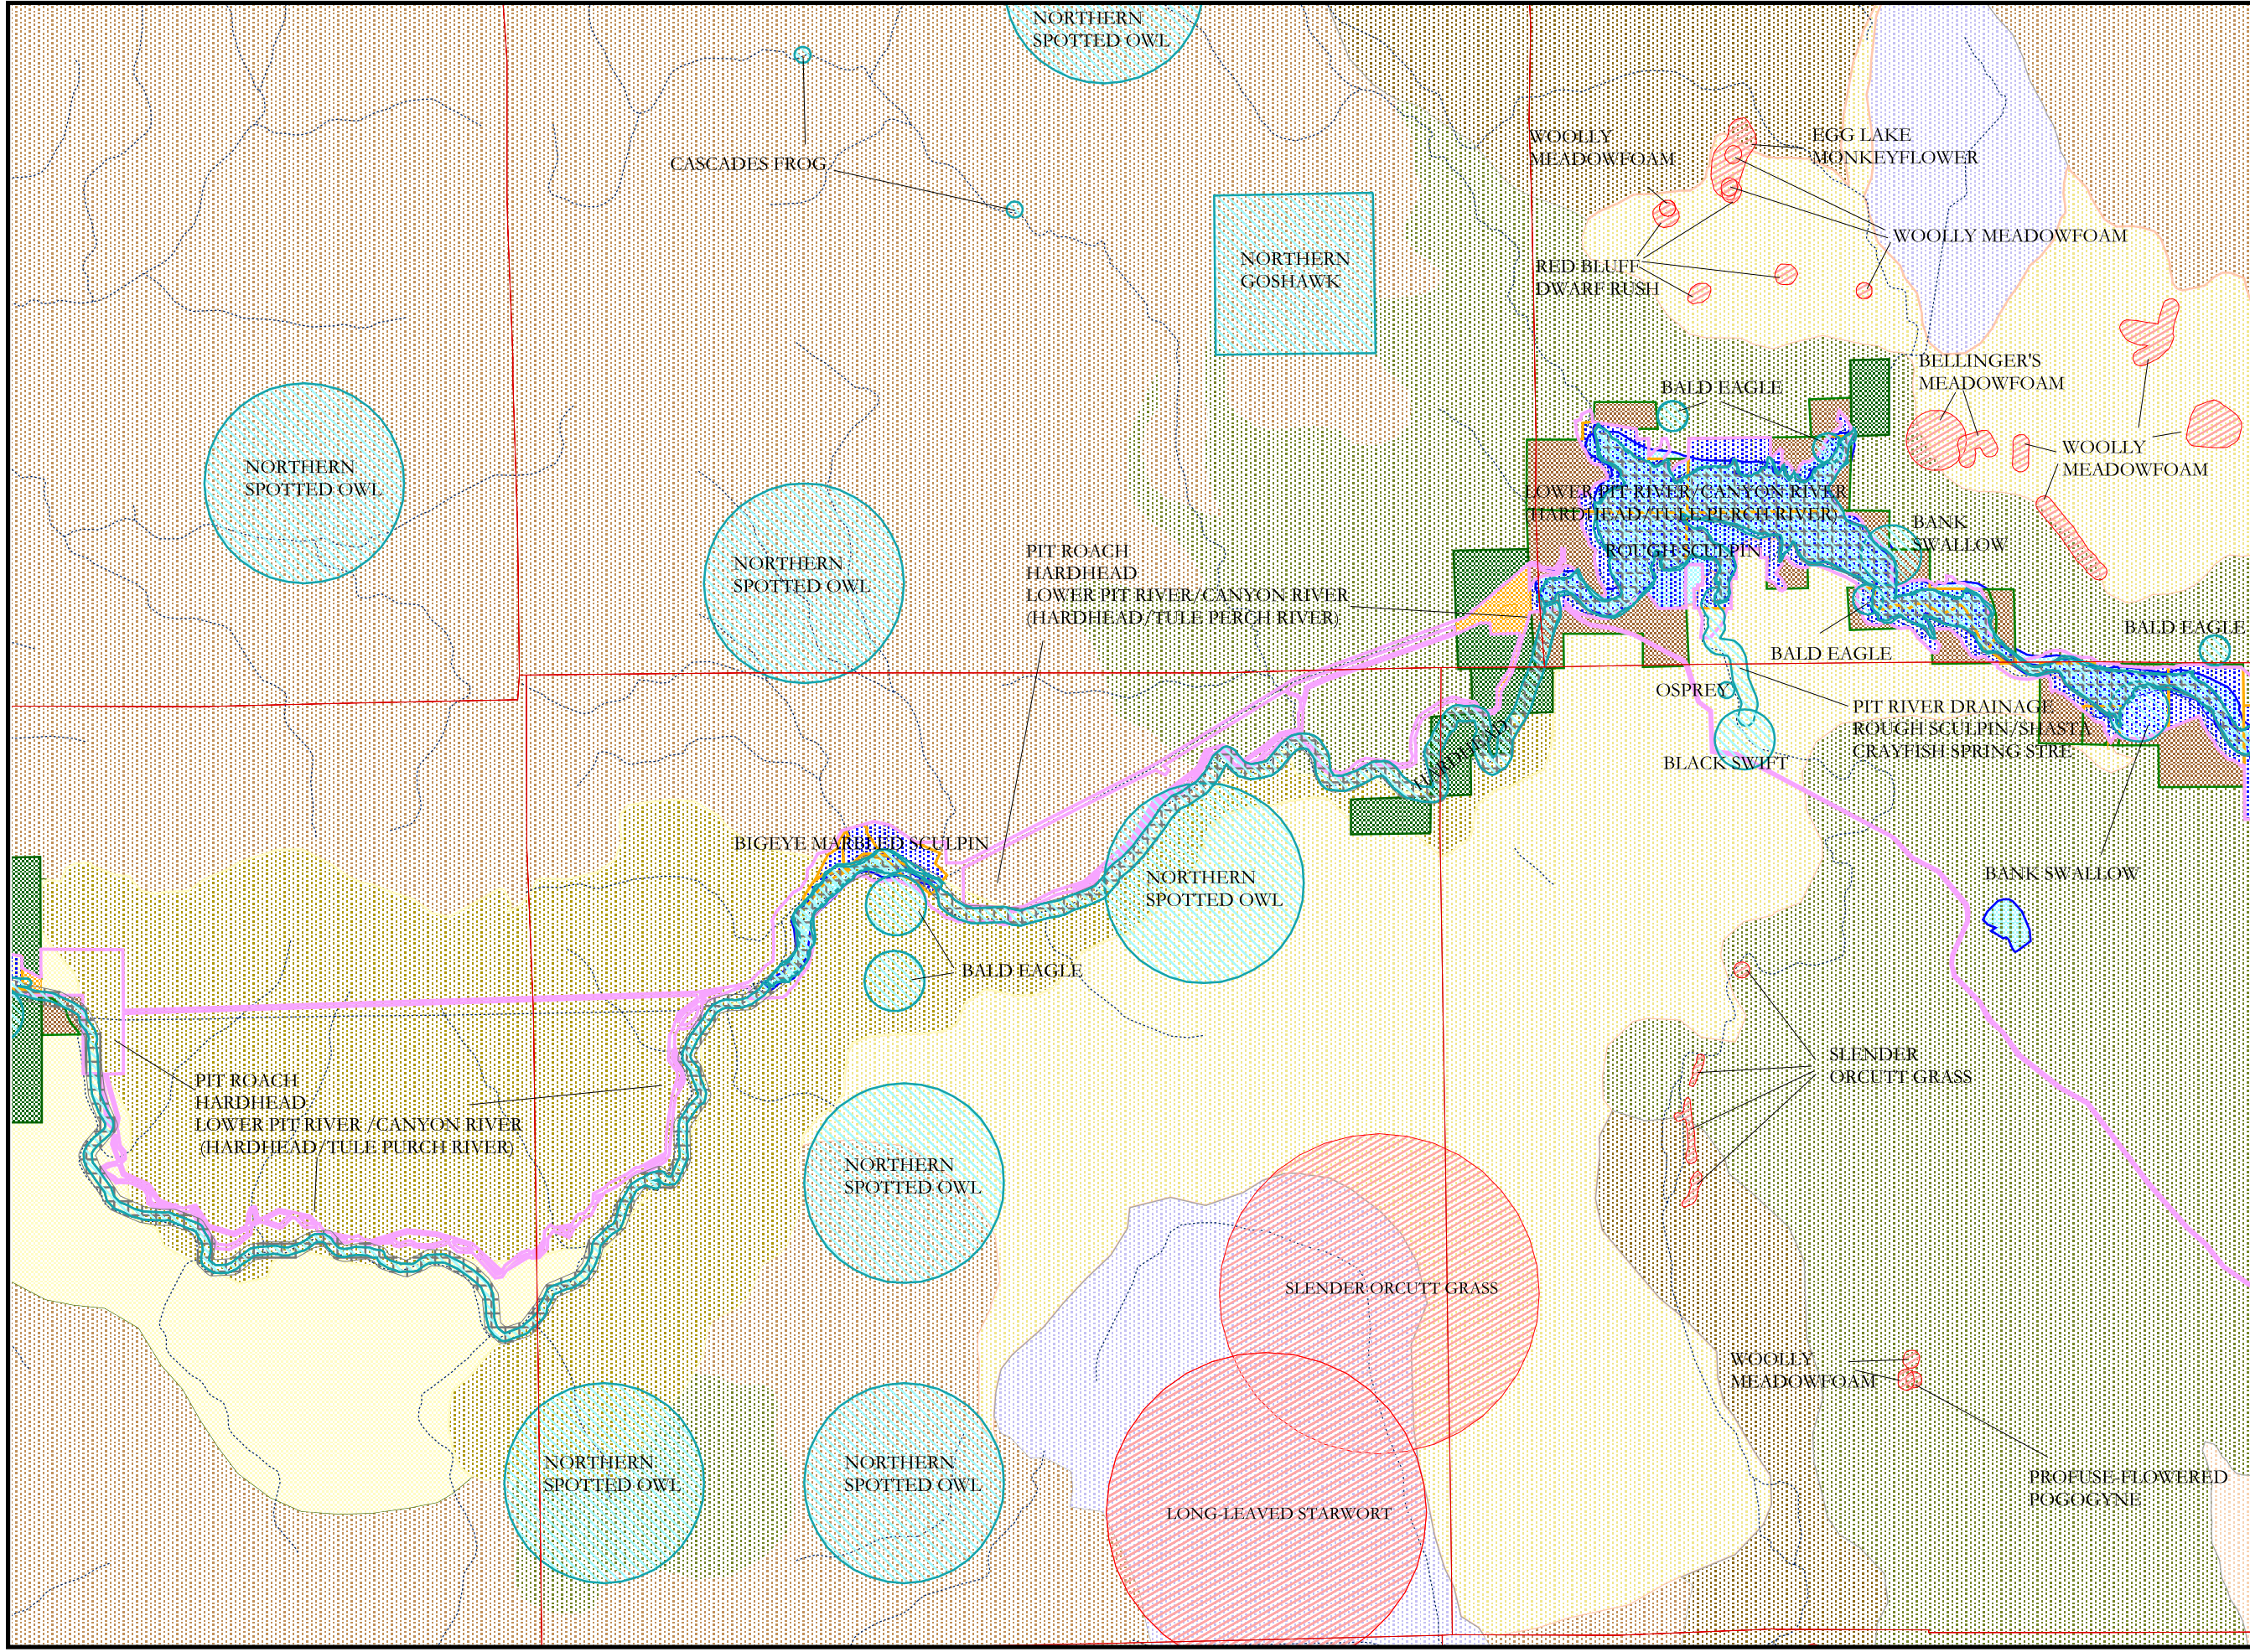 NORTHERN
SPOTTED OWL
CASCADES FROG
WOOLLY
MEADOWFOAM
EGG LAKE
MONKEYFLOWER
WOOLLY MEADOWFOAM
NORTHERN
GOSHAWK
RED BLUFF
DWARF RUSH
BELLINGER'S
MEADOWFOAM
BALD EAGLE
WOOLLY
MEADOWFOAM
NORTHERN
SPOTTED OWL
LOWER PIT RIVER/CANYON RIVER
(HARDHEAD/TULE PERCH RIVER)
ROUGH SCULPIN
BANK
SWALLOW
NORTHERN
SPOTTED OWL
PIT ROACH
HARDHEAD
LOWER PIT RIVER/CANYON RIVER
(HARDHEAD/TULE PERCH RIVER)
BALD EAGLE
BALD EAGLE
OSPREY
PIT RIVER DRAINAGE
ROUGH SCULPIN/SHASTA
CRAYFISH SPRING STRE
HARDHEAD
BLACK SWIFT
BIGEYE MARBLED SCULPIN
NORTHERN
SPOTTED OWL
BANK SWALLOW
BALD EAGLE
SLENDER
ORCUTT GRASS
PIT ROACH
HARDHEAD
LOWER PIT RIVER /CANYON RIVER
(HARDHEAD/TULE PURCH RIVER)
NORTHERN
SPOTTED OWL
SLENDER ORCUTT GRASS
WOOLLY
MEADOWFOAM
NORTHERN
SPOTTED OWL
NORTHERN
SPOTTED OWL
LONG-LEAVED STARWORT
PROFUSE-FLOWERED
POGOGYNE